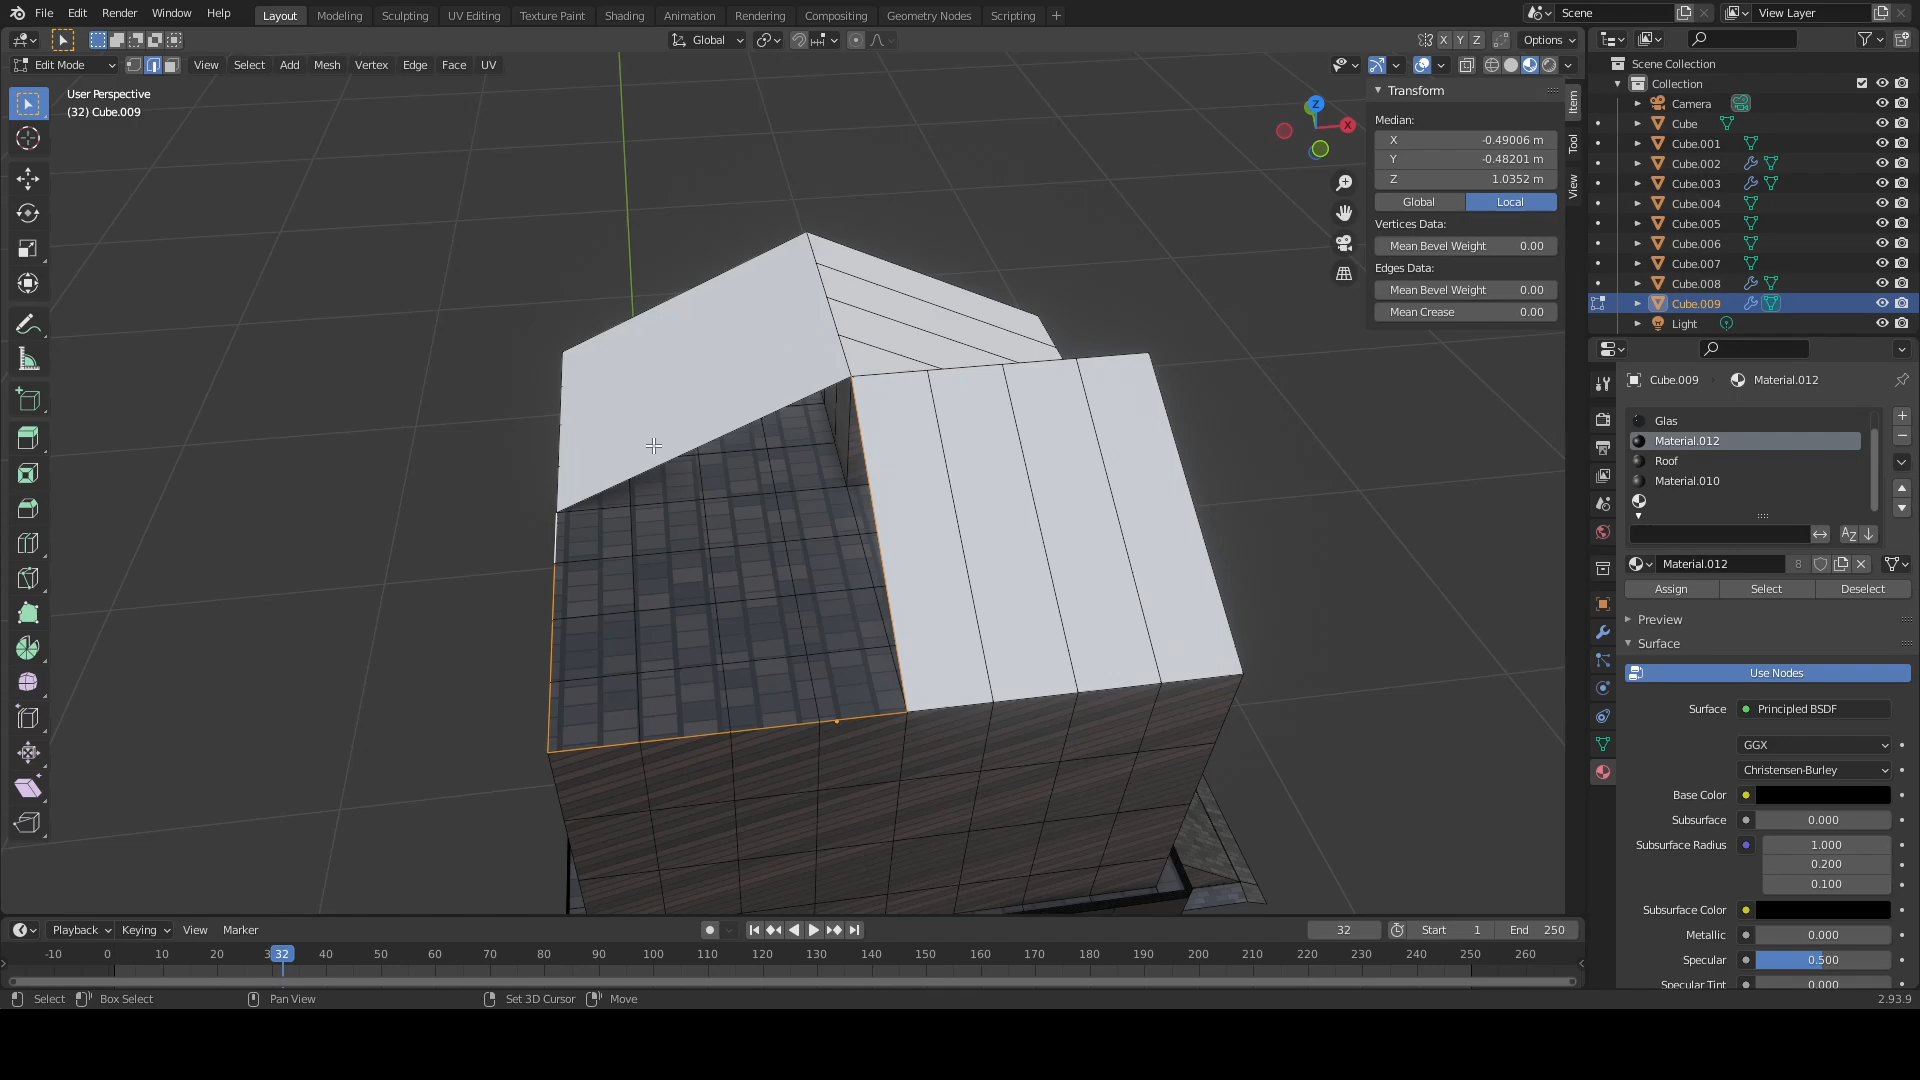 File Edit Render Window Help Layout Modeling Sculpting UV Editing Texture Paint Shading Animation Rendering Compositing Geometry Nodes Scripting + Scene View Layer
Global X Y Z Options
Edit Mode View Select Add Mesh Vertex Edge Face UV
User Perspective
(32) Cube.009
Z
X
Transform
Median:
X -0.49006 m
Y -0.48201 m
Z 1.0352 m
Global Local
Vertices Data:
Mean Bevel Weight 0.00
Edges Data:
Mean Bevel Weight 0.00
Mean Crease 0.00
Item
Tool
View
Scene Collection
Collection
Camera
Cube
Cube.001
Cube.002
Cube.003
Cube.004
Cube.005
Cube.006
Cube.007
Cube.008
Cube.009
Light
Cube.009 Material.012
Glas
Material.012
Roof
Material.010
AZ
Material.012 8
Assign Select Deselect
Preview
Surface
Use Nodes
Surface Principled BSDF
GGX
Christensen-Burley
Base Color
Subsurface 0.000
Subsurface Radius 1.000
0.200
0.100
Subsurface Color
Metallic 0.000
Specular 0.500
Specular Tint 0.000
Playback Keying View Marker 32 Start 1 End 250
-10 0 10 20 3 32 40 50 60 70 80 90 100 110 120 130 140 150 160 170 180 190 200 210 220 230 240 250 260
Select Box Select Pan View Set 3D Cursor Move 2.93.9